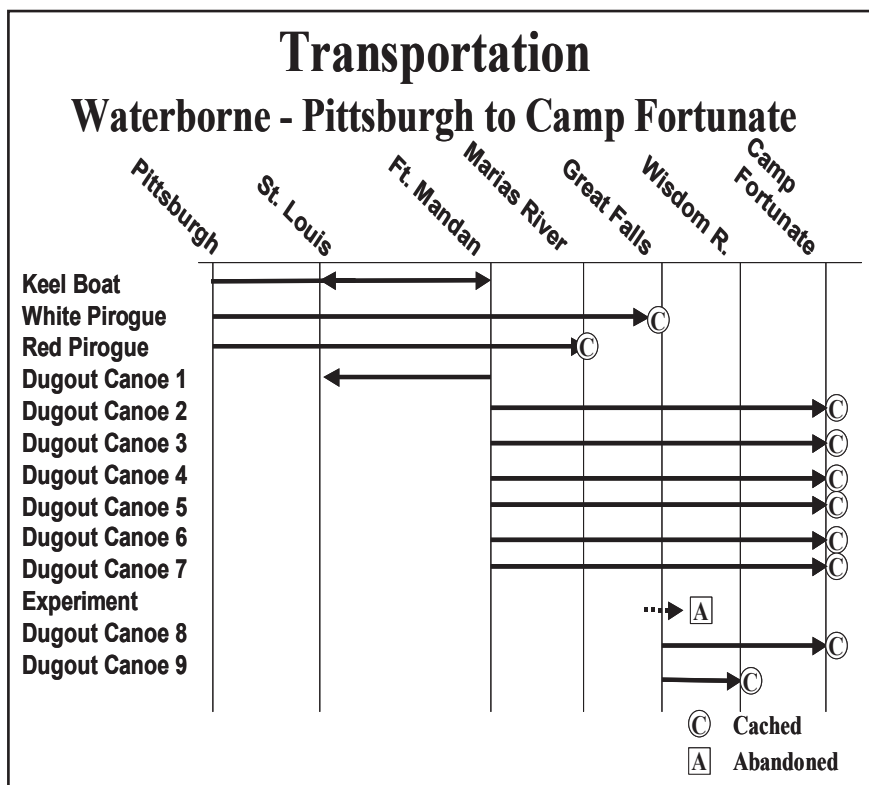 Transportation
Waterborne - Pittsburgh to Camp Fortunate
Pittsburgh
St. Louis
Ft. Mandan
Marias River
Great Falls
Wisdom R.
Camp
Fortunate
Keel Boat
White Pirogue
C
Red Pirogue
C
Dugout Canoe 1
Dugout Canoe 2
C
Dugout Canoe 3
C
Dugout Canoe 4
C
Dugout Canoe 5
C
Dugout Canoe 6
C
Dugout Canoe 7
C
Experiment
A
Dugout Canoe 8
C
Dugout Canoe 9
C
C Cached
A Abandoned